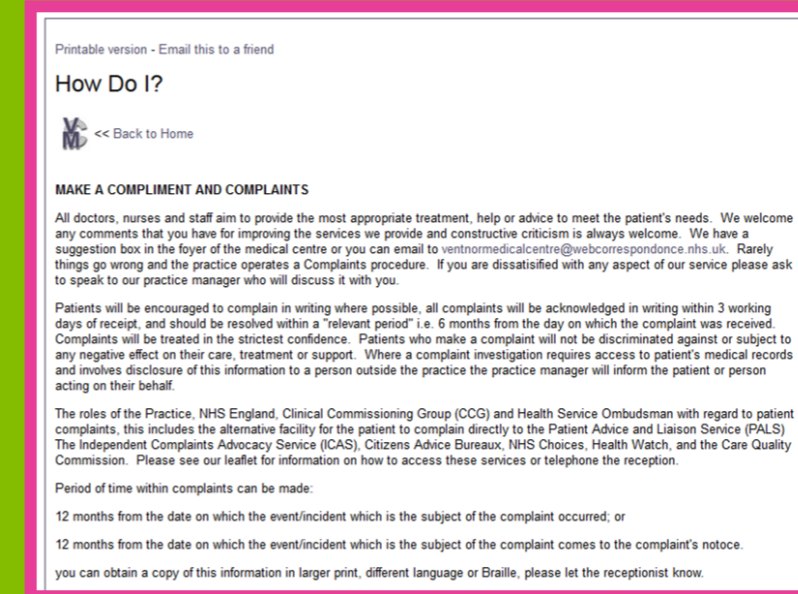 Printable version - Email this to a friend
How Do I?
VMC
<< Back to Home
MAKE A COMPLIMENT AND COMPLAINTS
All doctors, nurses and staff aim to provide the most appropriate treatment, help or advice to meet the patient's needs. We welcome
any comments that you have for improving the services we provide and constructive criticism is always welcome. We have a
suggestion box in the foyer of the medical centre or you can email to ventnormedicalcentre@webcorrespondonce.nhs.uk. Rarely
things go wrong and the practice operates a Complaints procedure. If you are dissatisified with any aspect of our service please ask
to speak to our practice manager who will discuss it with you.
Patients will be encouraged to complain in writing where possible, all complaints will be acknowledged in writing within 3 working
days of receipt, and should be resolved within a "relevant period" i.e. 6 months from the day on which the complaint was received.
Complaints will be treated in the strictest confidence. Patients who make a complaint will not be discriminated against or subject to
any negative effect on their care, treatment or support. Where a complaint investigation requires access to patient's medical records
and involves disclosure of this information to a person outside the practice the practice manager will inform the patient or person
acting on their behalf.
The roles of the Practice, NHS England, Clinical Commissioning Group (CCG) and Health Service Ombudsman with regard to patient
complaints, this includes the alternative facility for the patient to complain directly to the Patient Advice and Liaison Service (PALS)
The Independent Complaints Advocacy Service (ICAS), Citizens Advice Bureaux, NHS Choices, Health Watch, and the Care Quality
Commission. Please see our leaflet for information on how to access these services or telephone the reception.
Period of time within complaints can be made:
12 months from the date on which the event/incident which is the subject of the complaint occurred; or
12 months from the date on which the event/incident which is the subject of the complaint comes to the complaint's notoce.
you can obtain a copy of this information in larger print, different language or Braille, please let the receptionist know.